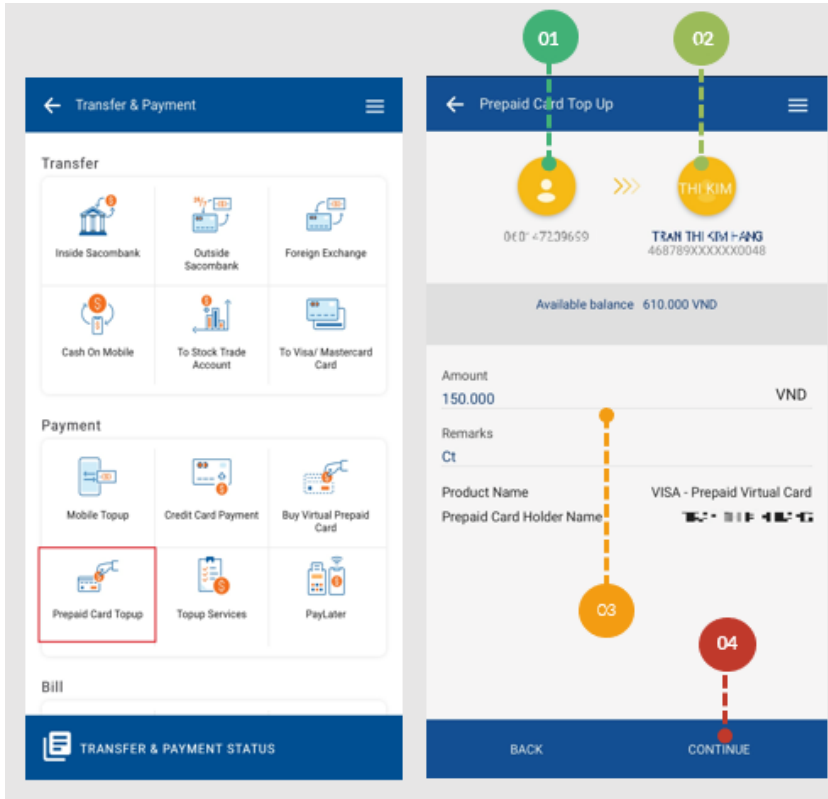 01
02
Transfer & Payment
Transfer
Inside Sacombank
Outside
Sacombank
Foreign Exchange
Cash On Mobile
To Stock Trade
Account
To Visa/ Mastercard
Card
Payment
Mobile Topup
Credit Card Payment
Buy Virtual Prepaid
Card
Prepaid Card Topup
Topup Services
PayLater
Bill
TRANSFER & PAYMENT STATUS
Prepaid Card Top Up
THI KIM
TRAN THI KIM HANG
468789XXXXXX0048
Available balance 610.000 VND
Amount
150.000 VND
Remarks
Ct
Product Name VISA - Prepaid Virtual Card
Prepaid Card Holder Name
03
04
BACK CONTINUE